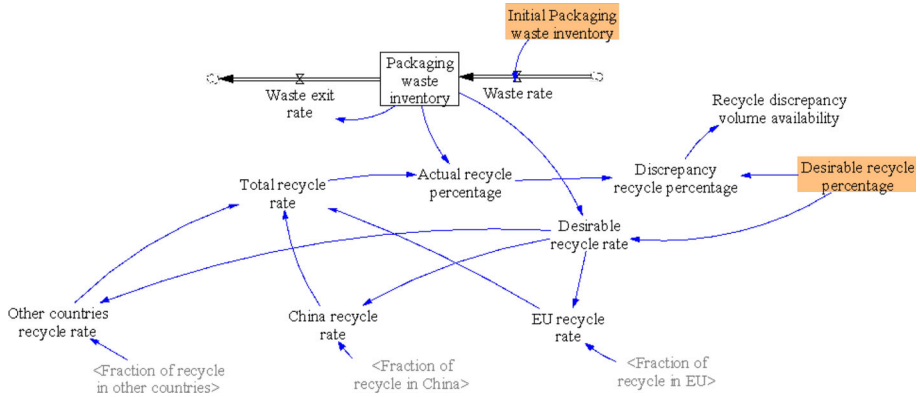 Initial Packaging
waste inventory
Packaging
waste
inventory
Waste exit
rate
Waste rate
Recycle discrepancy
volume availability
Total recycle
rate
Actual recycle
percentage
Discrepancy
recycle percentage
Desirable recycle
percentage
Desirable
recycle rate
Other countries
recycle rate
China recycle
rate
EU recycle
rate
<Fraction of recycle
in other countries>
<Fraction of
recycle in China>
<Fraction of
recycle in EU>